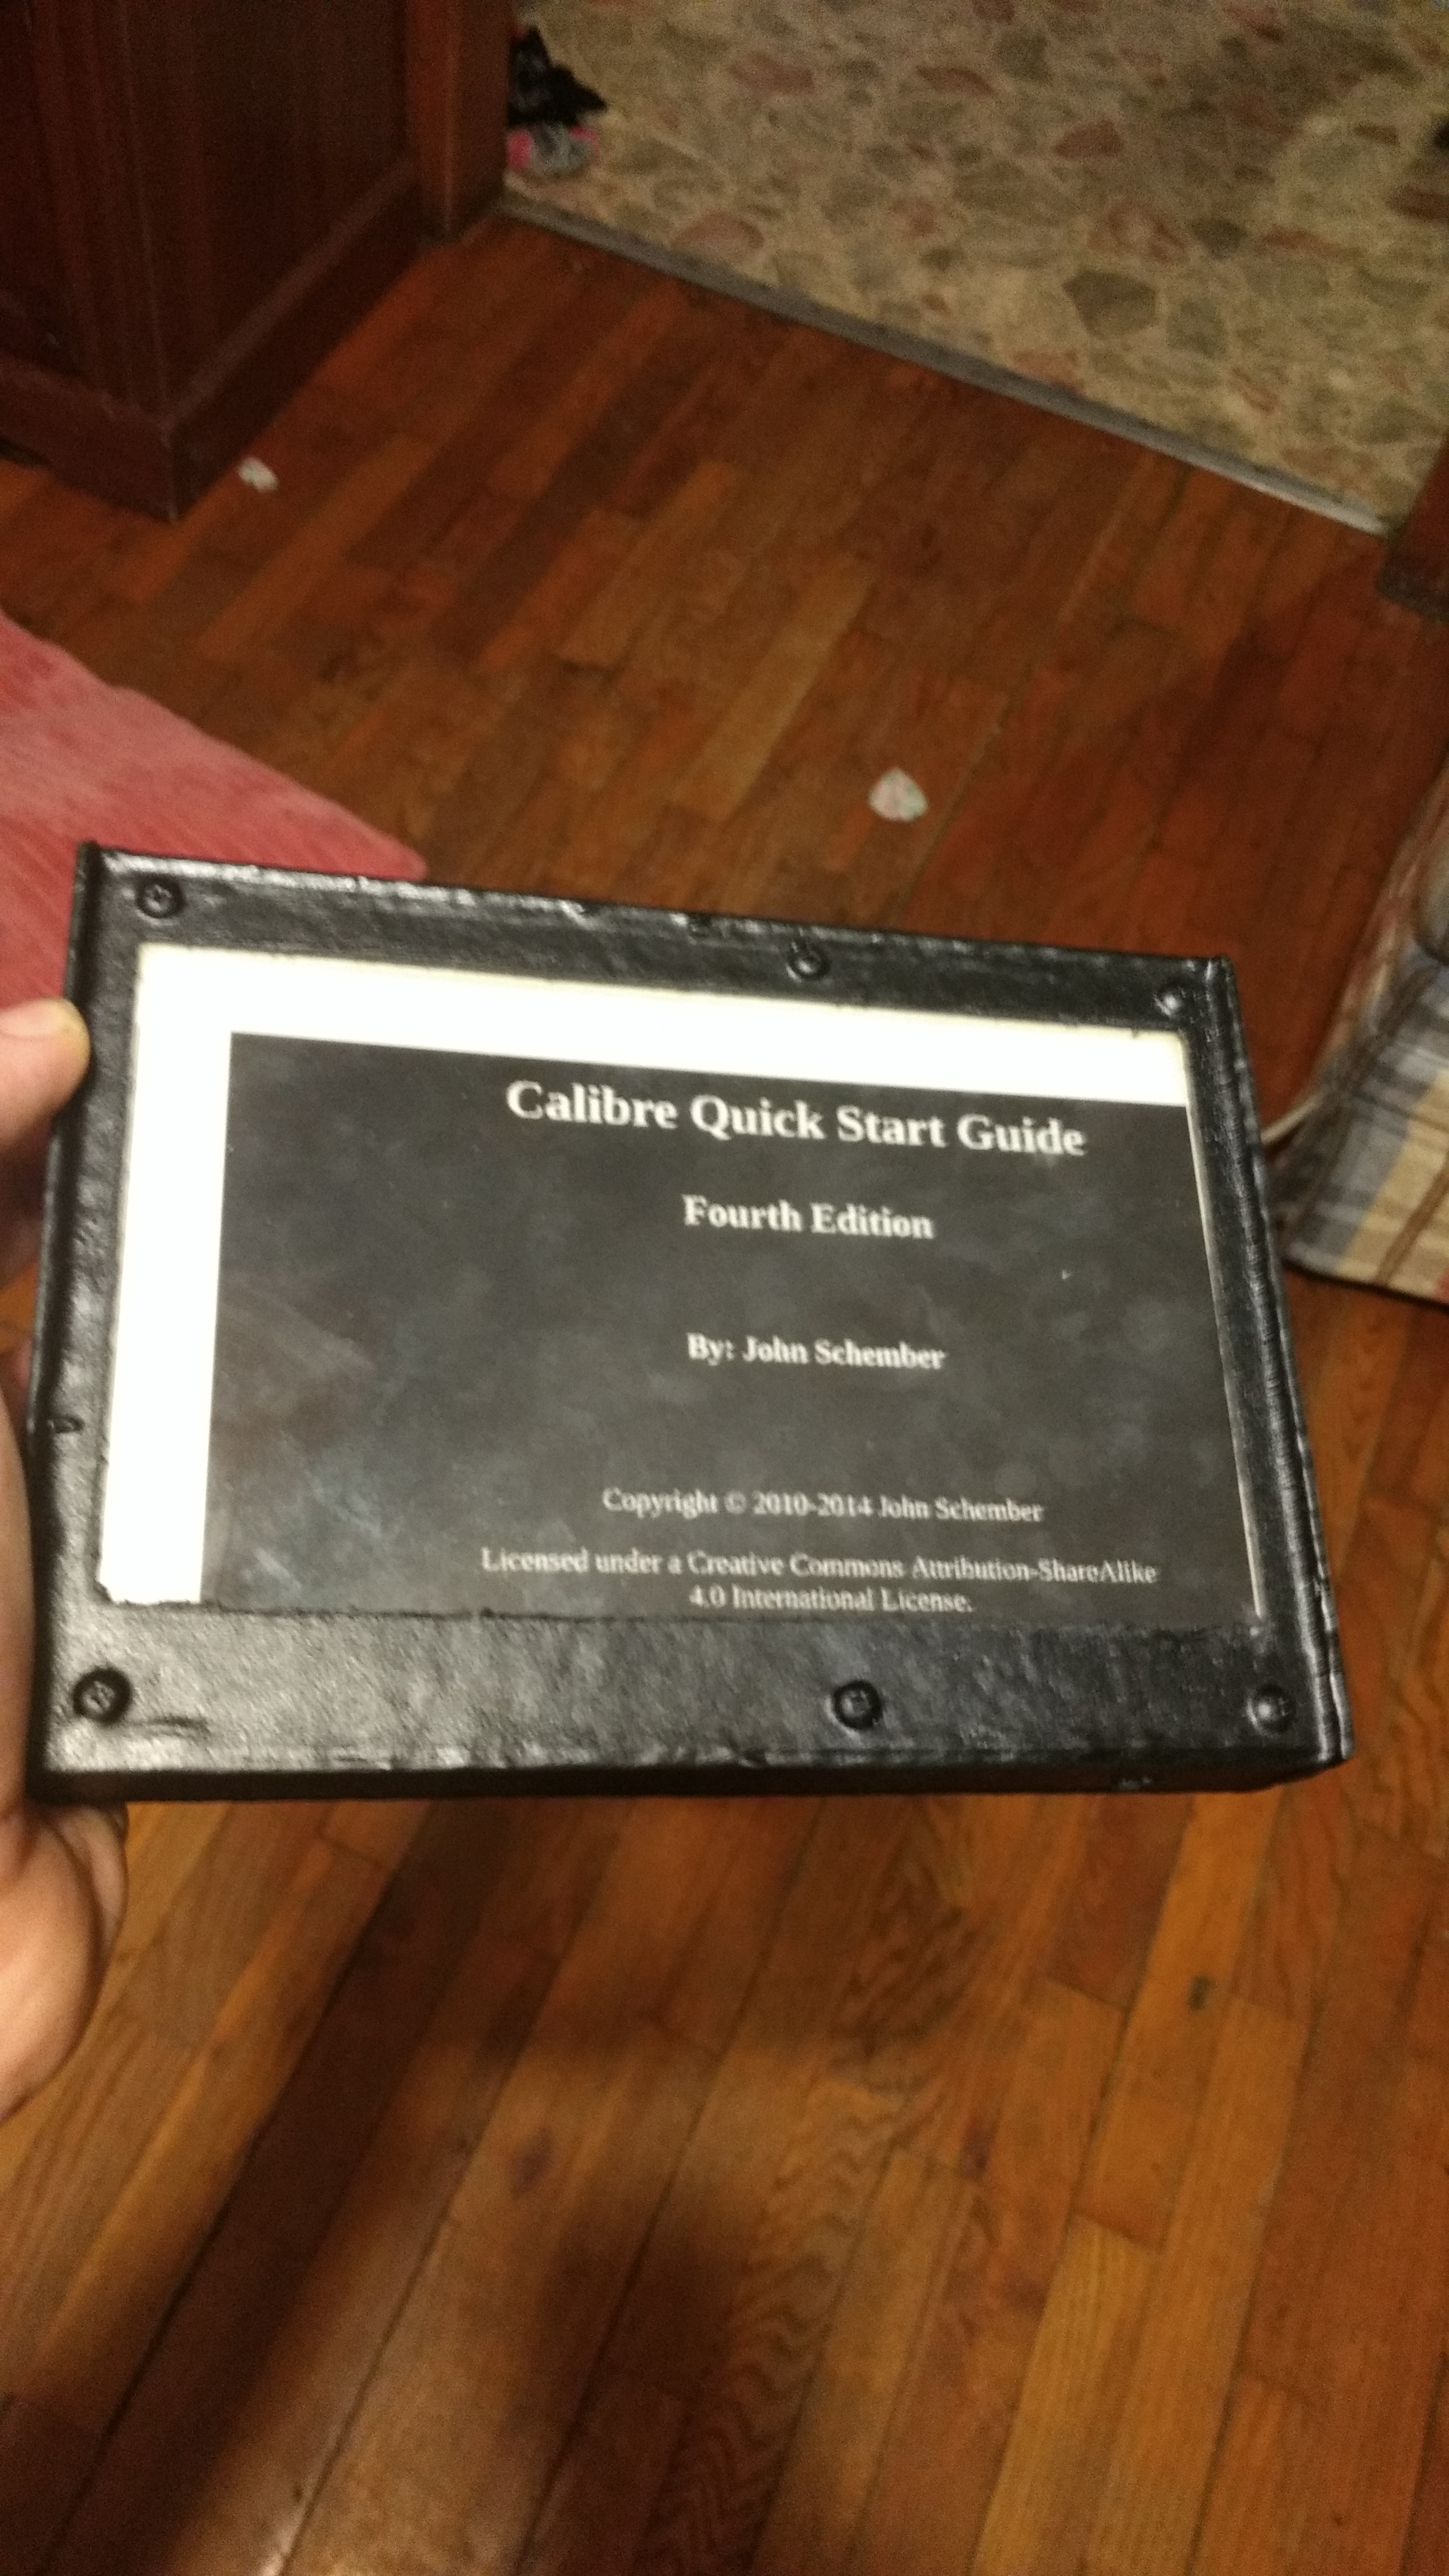 Calibre Quick Start Guide
Fourth Edition
By: John Schember
Copyright © 2010-2014 John Schember
Licensed under a Creative Commons Attribution-ShareAlike
4.0 International License.